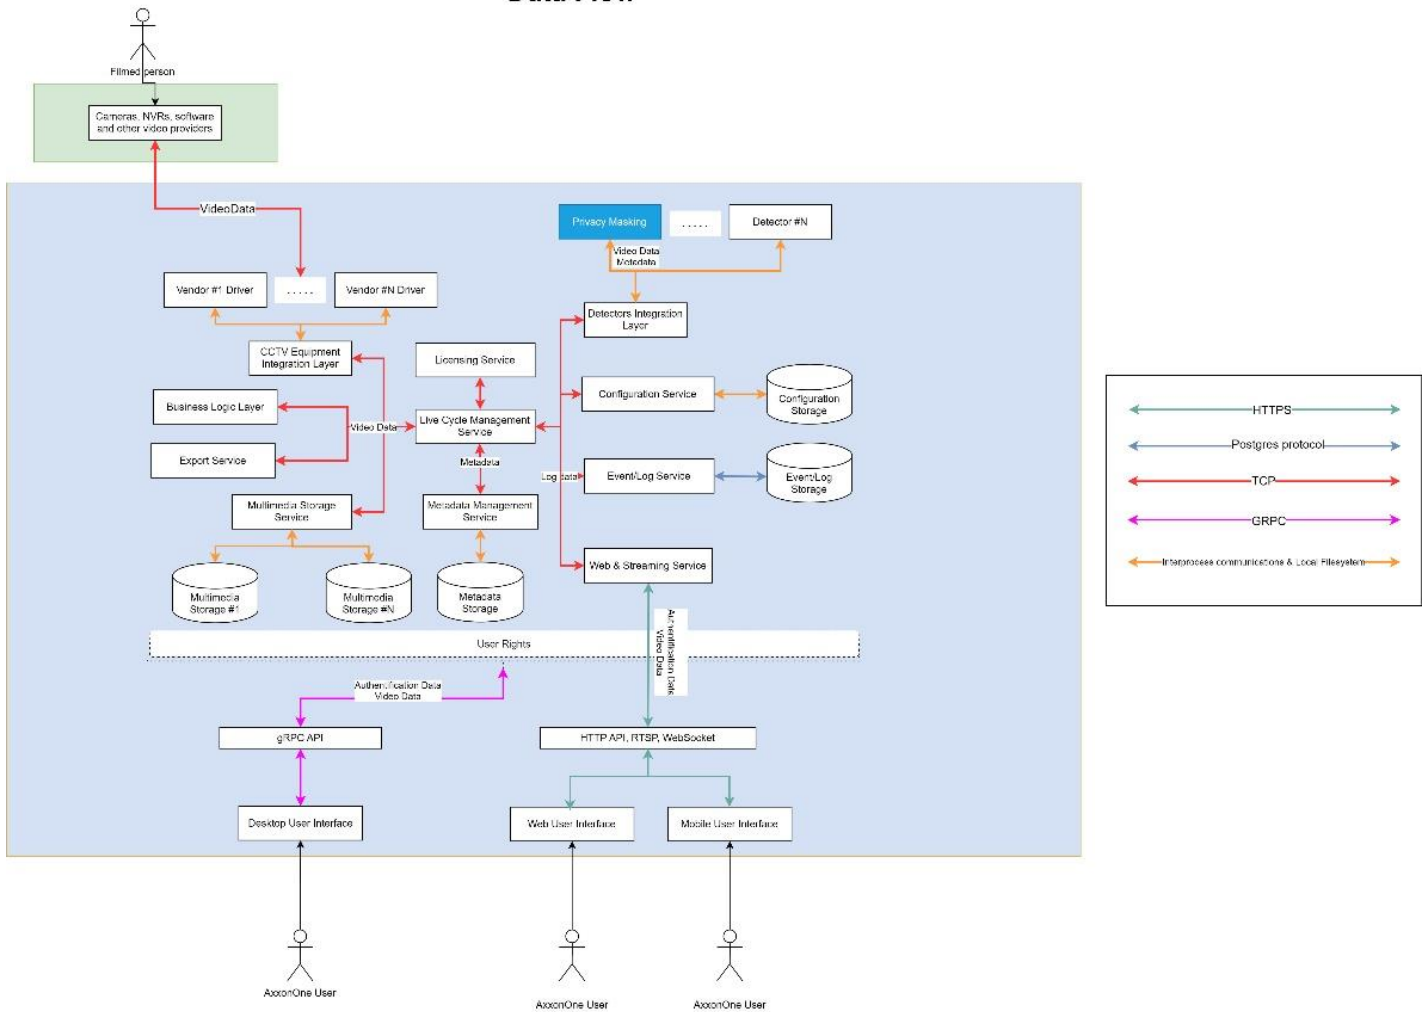 Filmed person
Cameras, NVRs, software
and other video providers
VideoData
Privacy Masking
.....
Detector #N
Video Data
Metadata
Vendor #1 Driver
.....
Vendor #N Driver
Detectors Integration
Layer
CCTV Equipment
Integration Layer
Licensing Service
Configuration Service
Configuration
Storage
Business Logic Layer
Video Data
Live Cycle Management
Service
Export Service
Metadata
Log data
Event/Log Service
Event/Log
Storage
Multimedia Storage
Service
Metadata Management
Service
Web & Streaming Service
Multimedia
Storage #1
Multimedia
Storage #N
Metadata
Storage
User Rights
Authentification Data
Video Data
Authentification Data
Video Data
gRPC API
HTTP API, RTSP, WebSocket
Desktop User Interface
Web User Interface
Mobile User Interface
AxxonOne User
AxxonOne User
AxxonOne User
HTTPS
Postgres protocol
TCP
GRPC
Interprocess communications & Local Filesystem